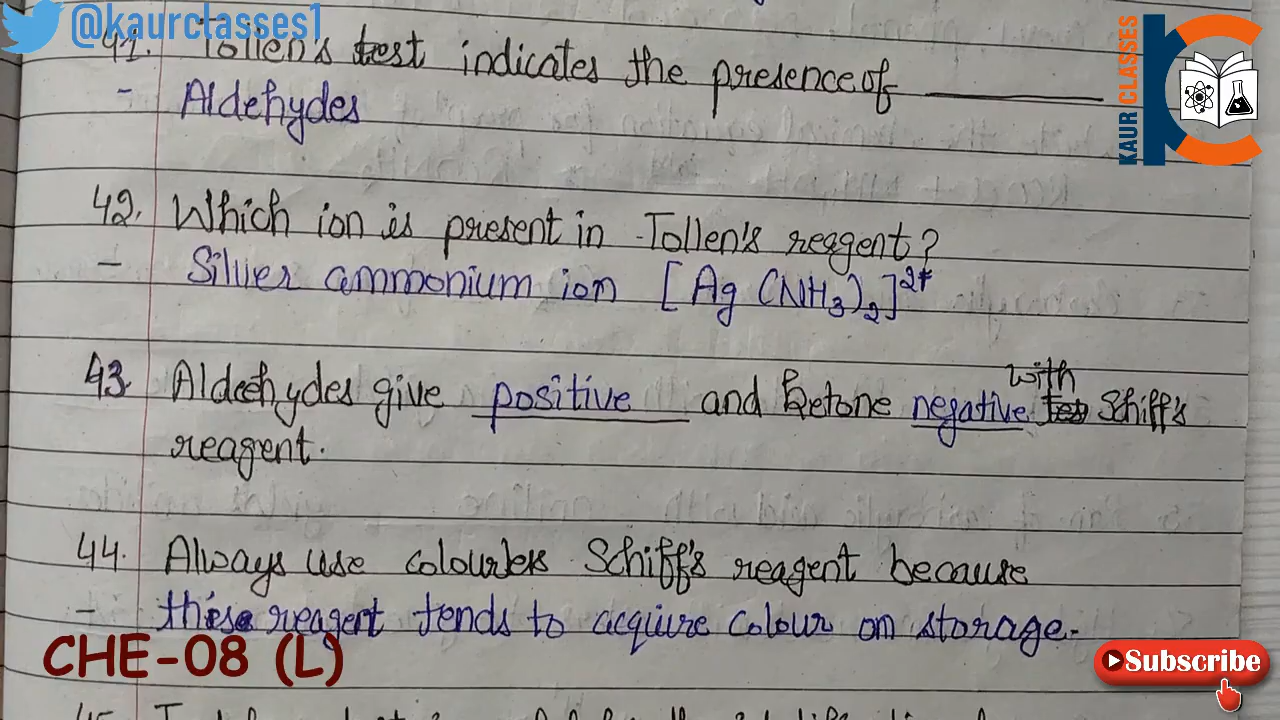 @kaurclasses1
KAUR CLASSES
41. Tollen's test indicates the presence of ________
- Aldehydes
42. Which ion is present in Tollen's reagent?
- Silver ammonium ion [Ag (NH3)2]2+
43. Aldehydes give positive and ketone negative with Schiff's
reagent.
44. Always use colourless Schiff's reagent because
- these reagent tends to acquire colour on storage.
CHE-08 (L)
Subscribe
45.